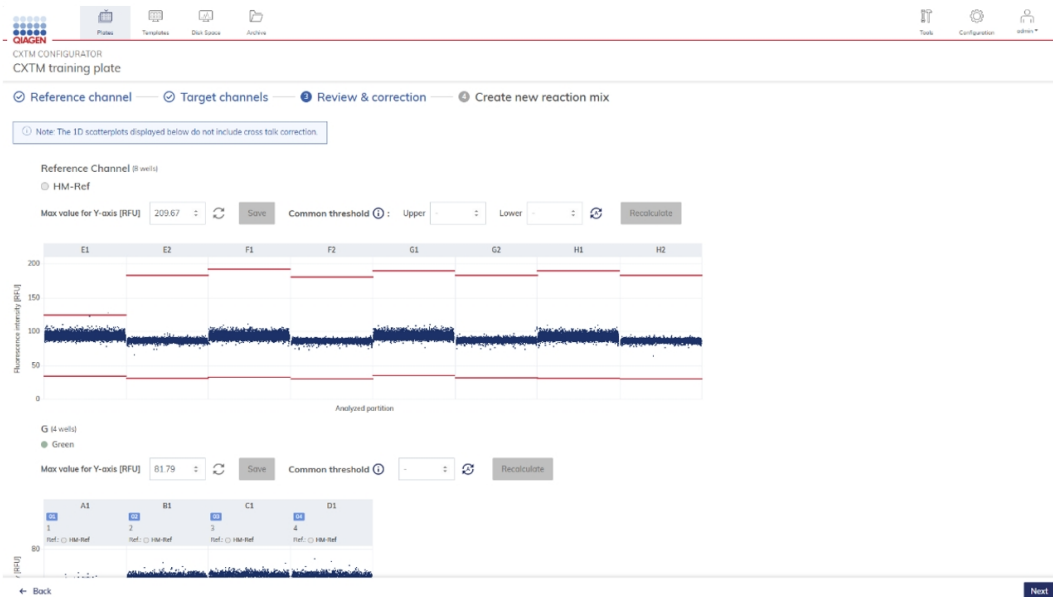 QIAGEN
Plates Templates Disk Space Archive Tools Configuration admin
CXTM CONFIGURATOR
CXTM training plate
Reference channel Target channels 3 Review & correction 4 Create new reaction mix
Note: The 1D scatterplots displayed below do not include cross talk correction.
Reference Channel (8 wells)
HM-Ref
Max value for Y-axis [RFU] 209.67 Save Common threshold : Upper - Lower - Recalculate
E1 E2 F1 F2 G1 G2 H1 H2
200
150
100
50
0
Fluorescence intensity [RFU]
Analyzed partition
G (4 wells)
Green
Max value for Y-axis [RFU] 81.79 Save Common threshold - Recalculate
A1 B1 C1 D1
01 02 03 04
1 2 3 4
Ref.: HM-Ref Ref.: HM-Ref Ref.: HM-Ref Ref.: HM-Ref
80
[RFU]
← Back Next